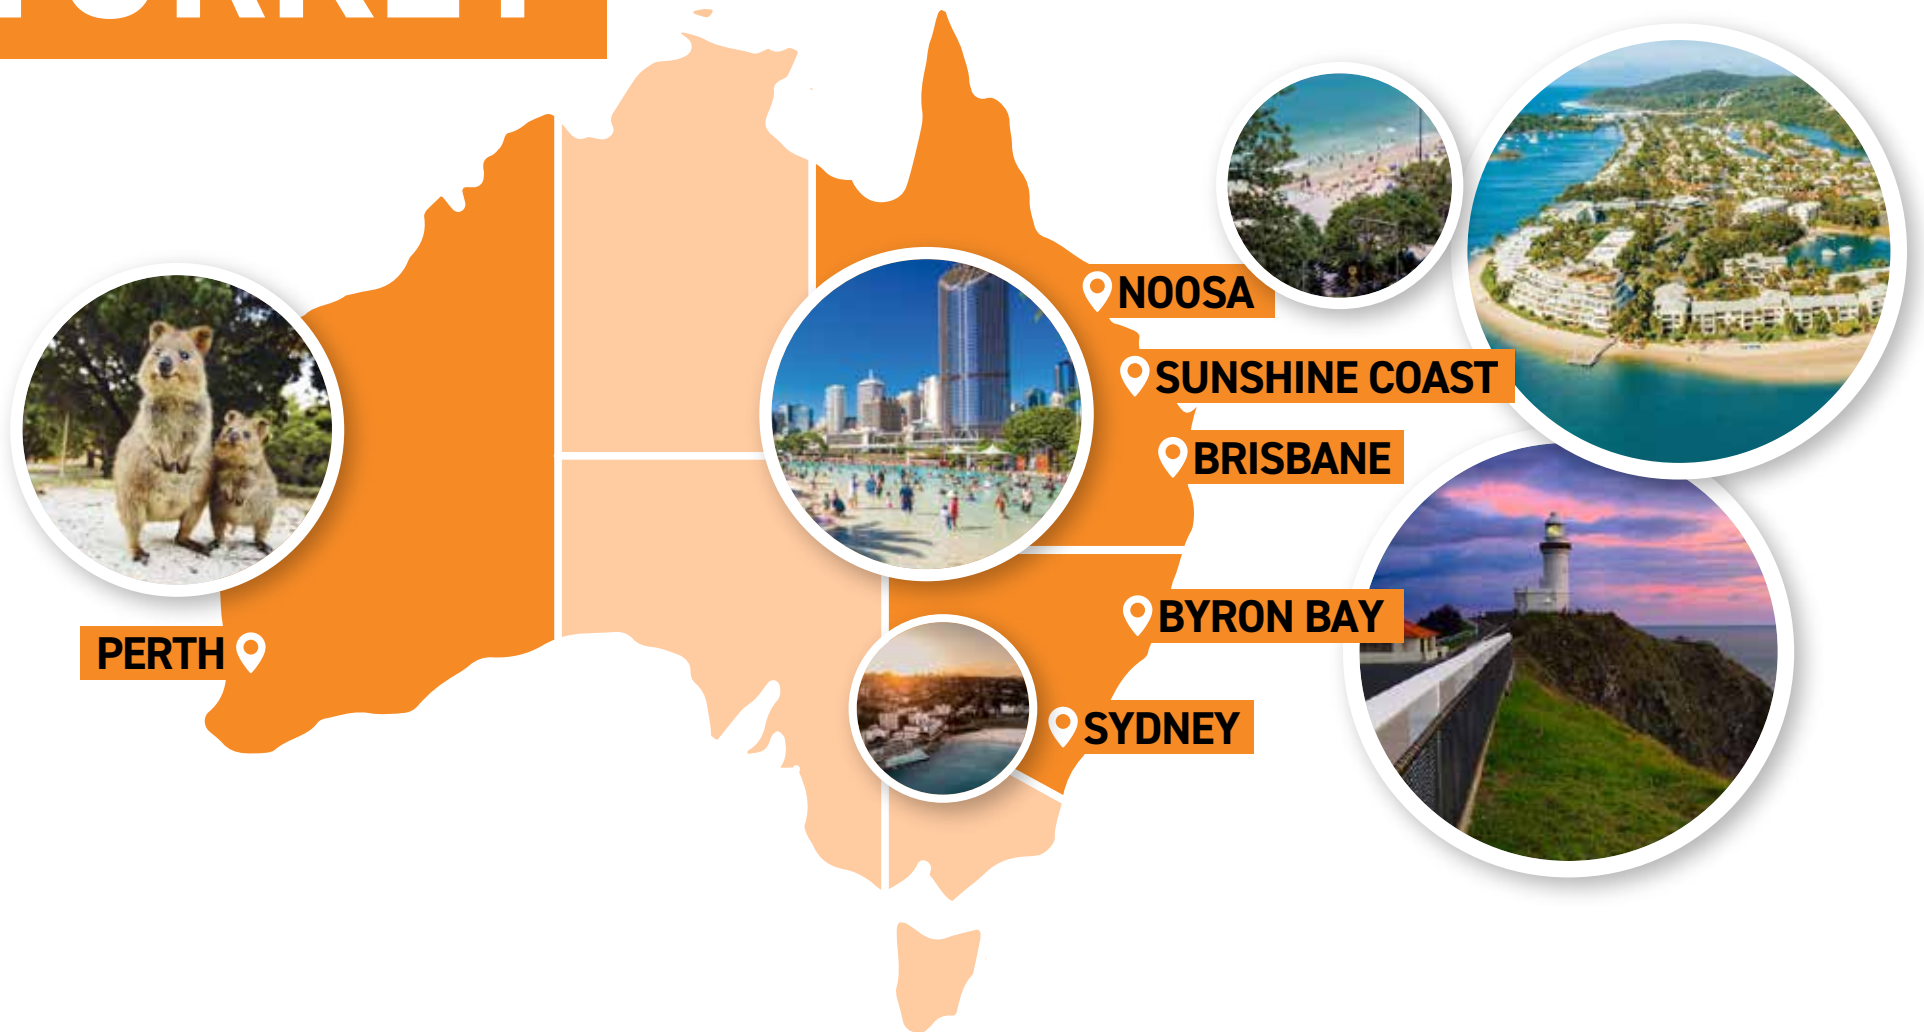 NOOSA
SUNSHINE COAST
BRISBANE
BYRON BAY
PERTH
SYDNEY